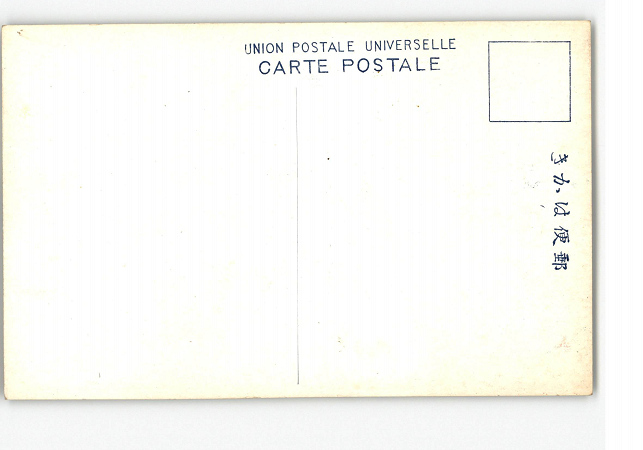 UNION POSTALE UNIVERSELLE
CARTE POSTALE
きかは便郵